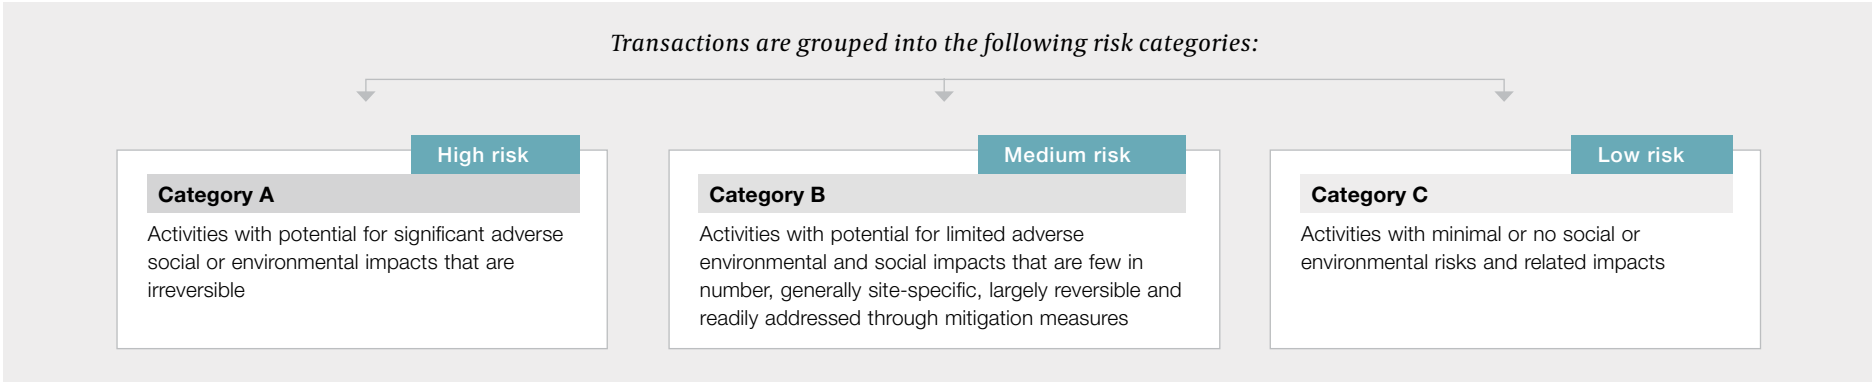 Transactions are grouped into the following risk categories:
High risk
Category A
Activities with potential for significant adverse
social or environmental impacts that are
irreversible
Medium risk
Category B
Activities with potential for limited adverse
environmental and social impacts that are few in
number, generally site-specific, largely reversible and
readily addressed through mitigation measures
Low risk
Category C
Activities with minimal or no social or
environmental risks and related impacts